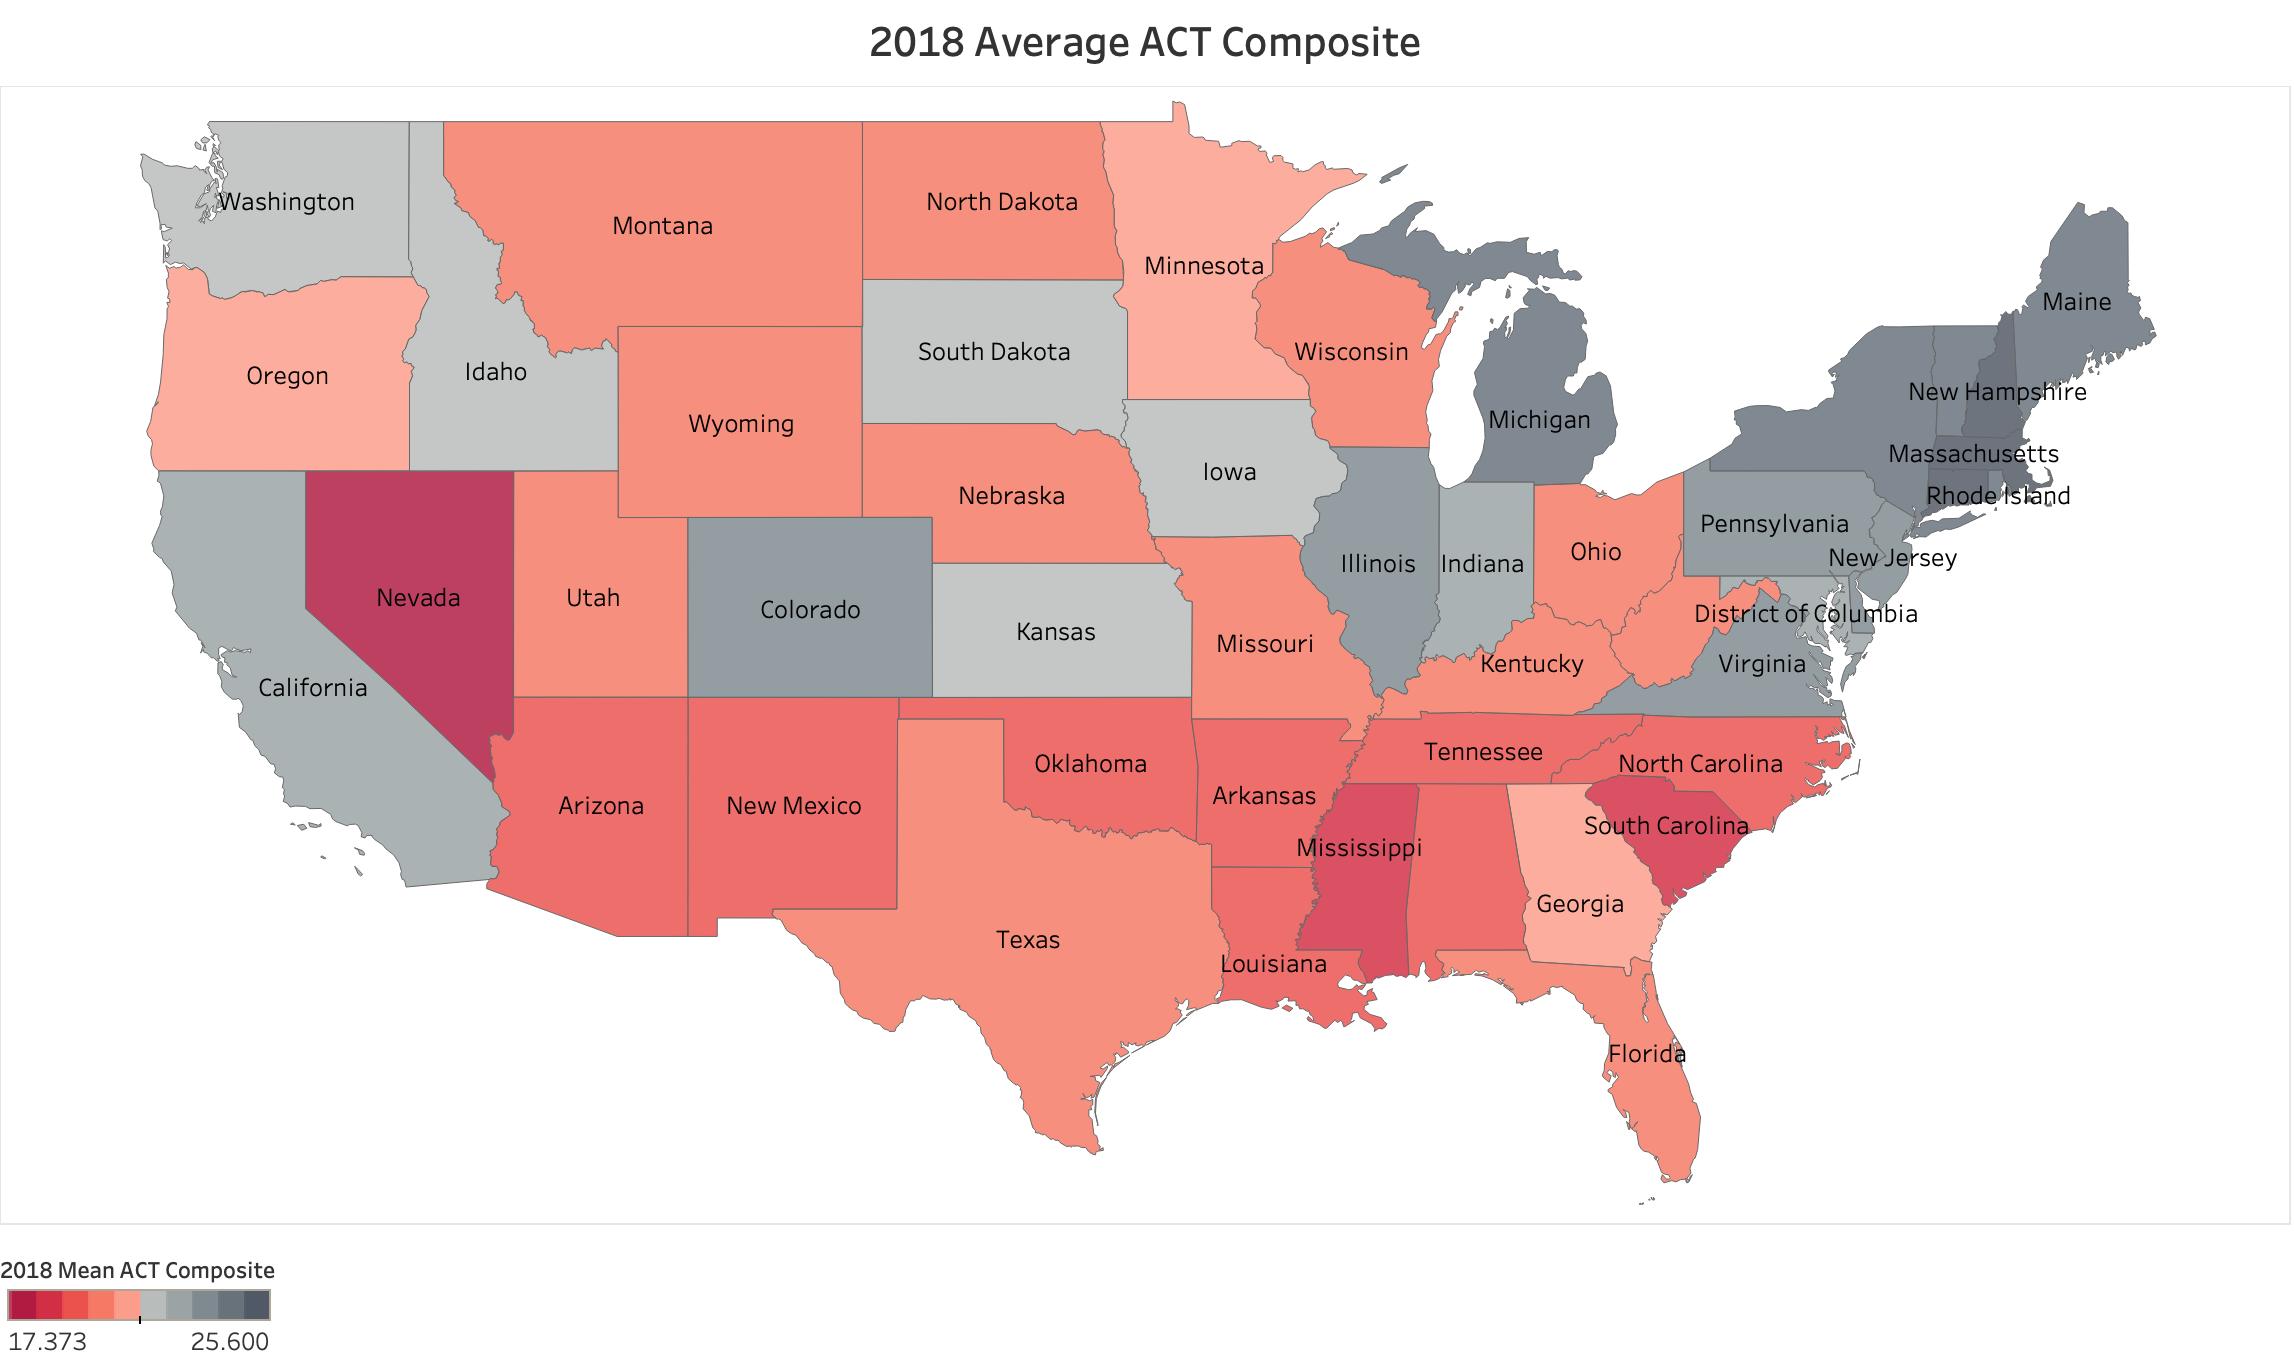 2018 Average ACT Composite
Washington
Montana
North Dakota
Minnesota
Maine
Oregon
Idaho
South Dakota
Wisconsin
New Hampshire
Wyoming
Michigan
Massachusetts
Iowa
Nebraska
Rhode Island
Pennsylvania
Nevada
Utah
Colorado
Illinois
Indiana
Ohio
New Jersey
Kansas
Missouri
Kentucky
District of Columbia
Virginia
California
Arizona
New Mexico
Oklahoma
Arkansas
Tennessee
North Carolina
Mississippi
South Carolina
Georgia
Texas
Louisiana
Florida
2018 Mean ACT Composite
17.373 25.600